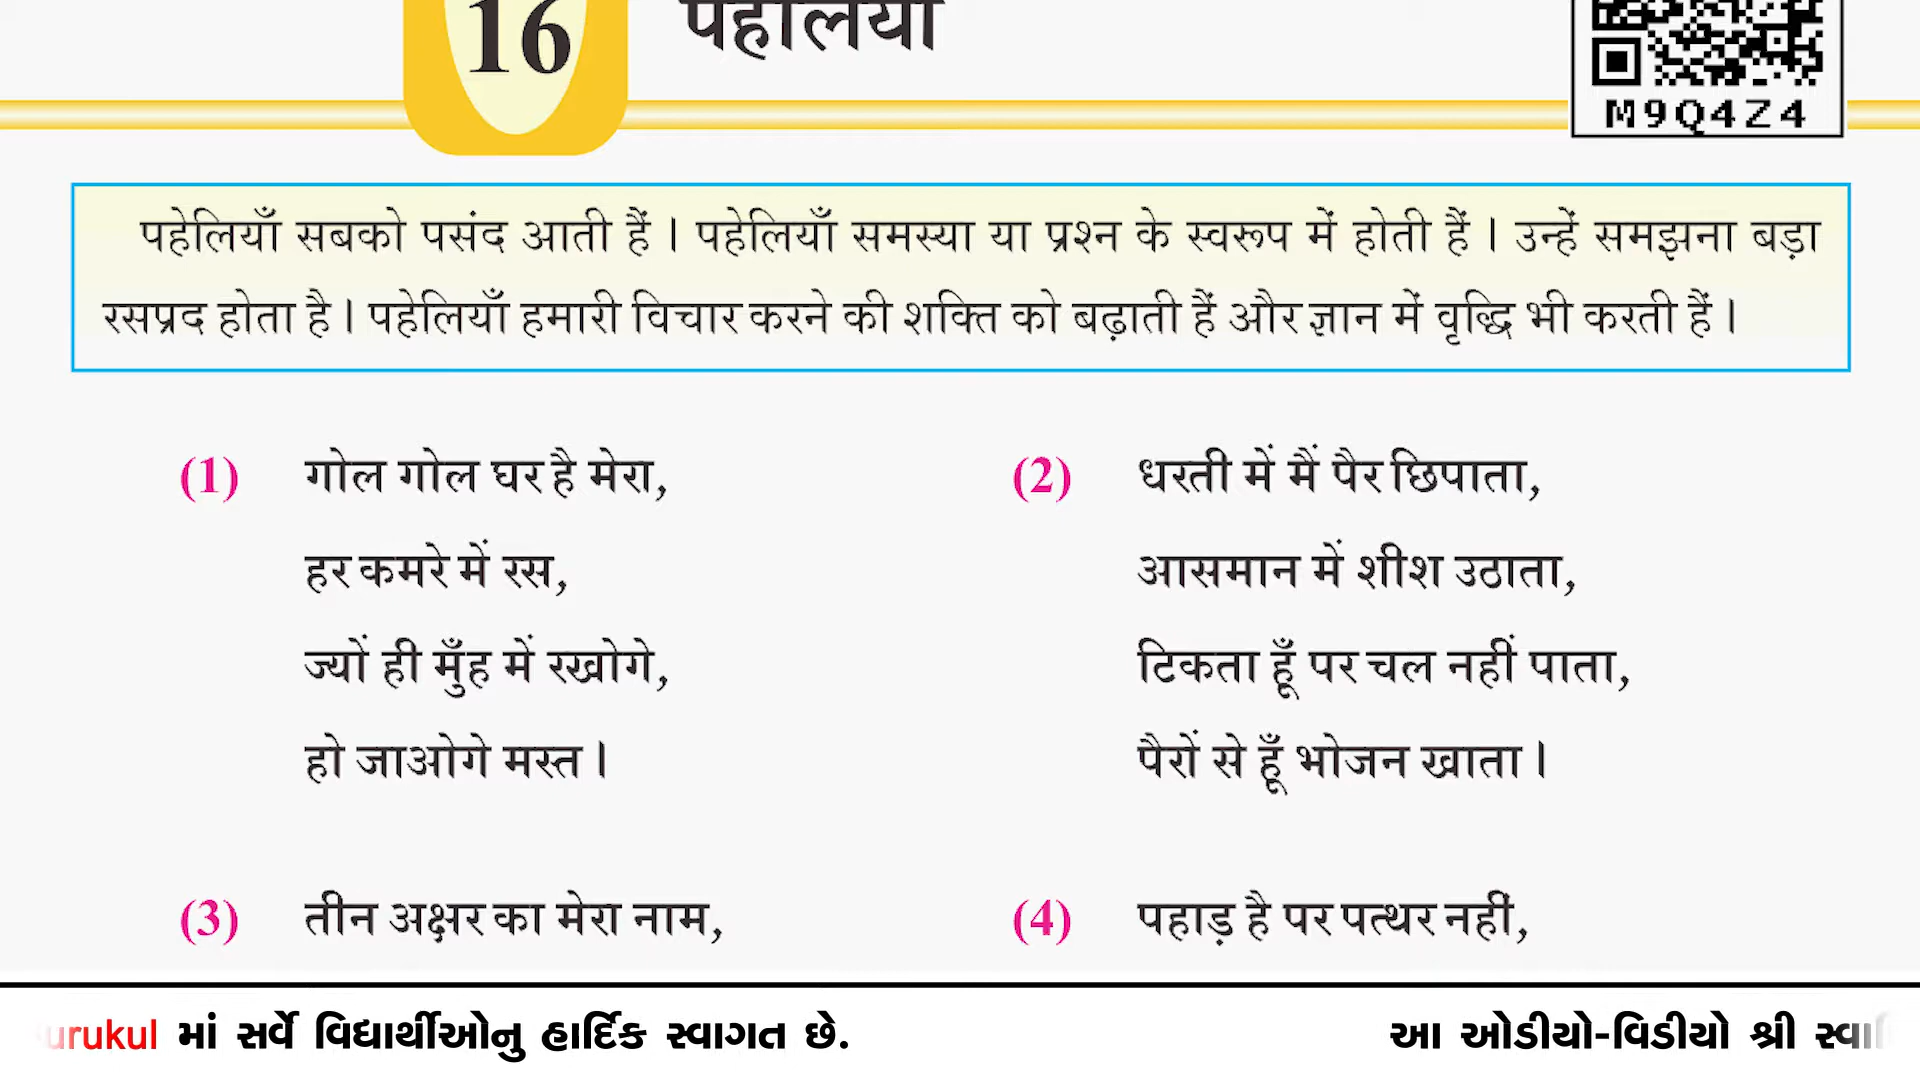 16
पहेलियाँ
M9Q4Z4
पहेलियाँ सबको पसंद आती हैं । पहेलियाँ समस्या या प्रश्न के स्वरूप में होती हैं । उन्हें समझना बड़ा
रसप्रद होता है । पहेलियाँ हमारी विचार करने की शक्ति को बढ़ाती हैं और ज्ञान में वृद्धि भी करती हैं ।
(1) गोल गोल घर है मेरा,
हर कमरे में रस,
ज्यों ही मुँह में रखोगे,
हो जाओगे मस्त ।
(2) धरती में मैं पैर छिपाता,
आसमान में शीश उठाता,
टिकता हूँ पर चल नहीं पाता,
पैरों से हूँ भोजन खाता ।
(3) तीन अक्षर का मेरा नाम,
(4) पहाड़ है पर पत्थर नहीं,
urukul માં સર્વે વિદ્યાર્થીઓનુ હાર્દિક સ્વાગત છે. આ ઓડીયો-વિડીયો શ્રી